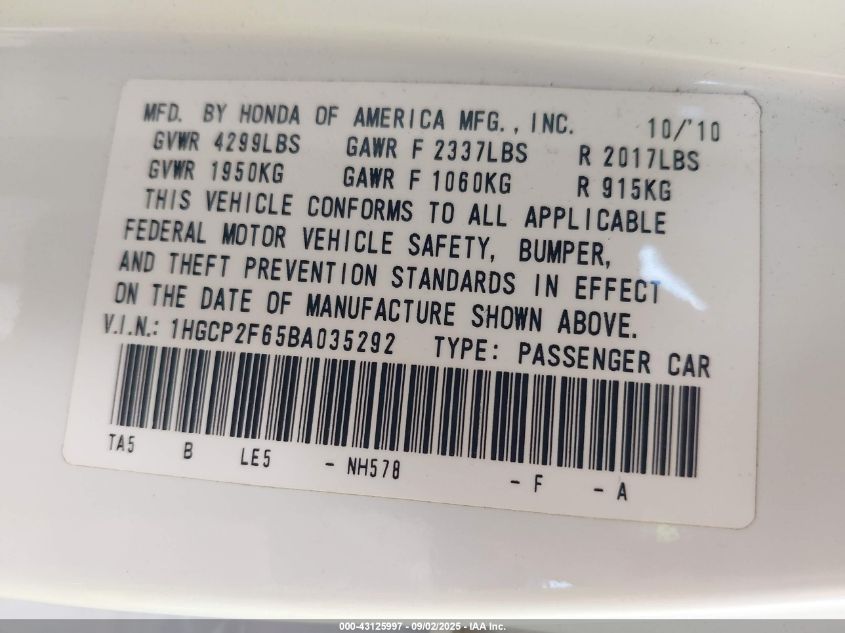 MFD. BY HONDA OF AMERICA MFG., INC. 10/'10
GVWR 4299LBS GAWR F 2337LBS R 2017LBS
GVWR 1950KG GAWR F 1060KG R 915KG
THIS VEHICLE CONFORMS TO ALL APPLICABLE
FEDERAL MOTOR VEHICLE SAFETY, BUMPER,
AND THEFT PREVENTION STANDARDS IN EFFECT
ON THE DATE OF MANUFACTURE SHOWN ABOVE.
V.I.N.: 1HGCP2F65BA035292 TYPE: PASSENGER CAR
TA5 B LE5 - NH578 - F - A
000-43125997 - 09/02/2025 - IAA Inc.